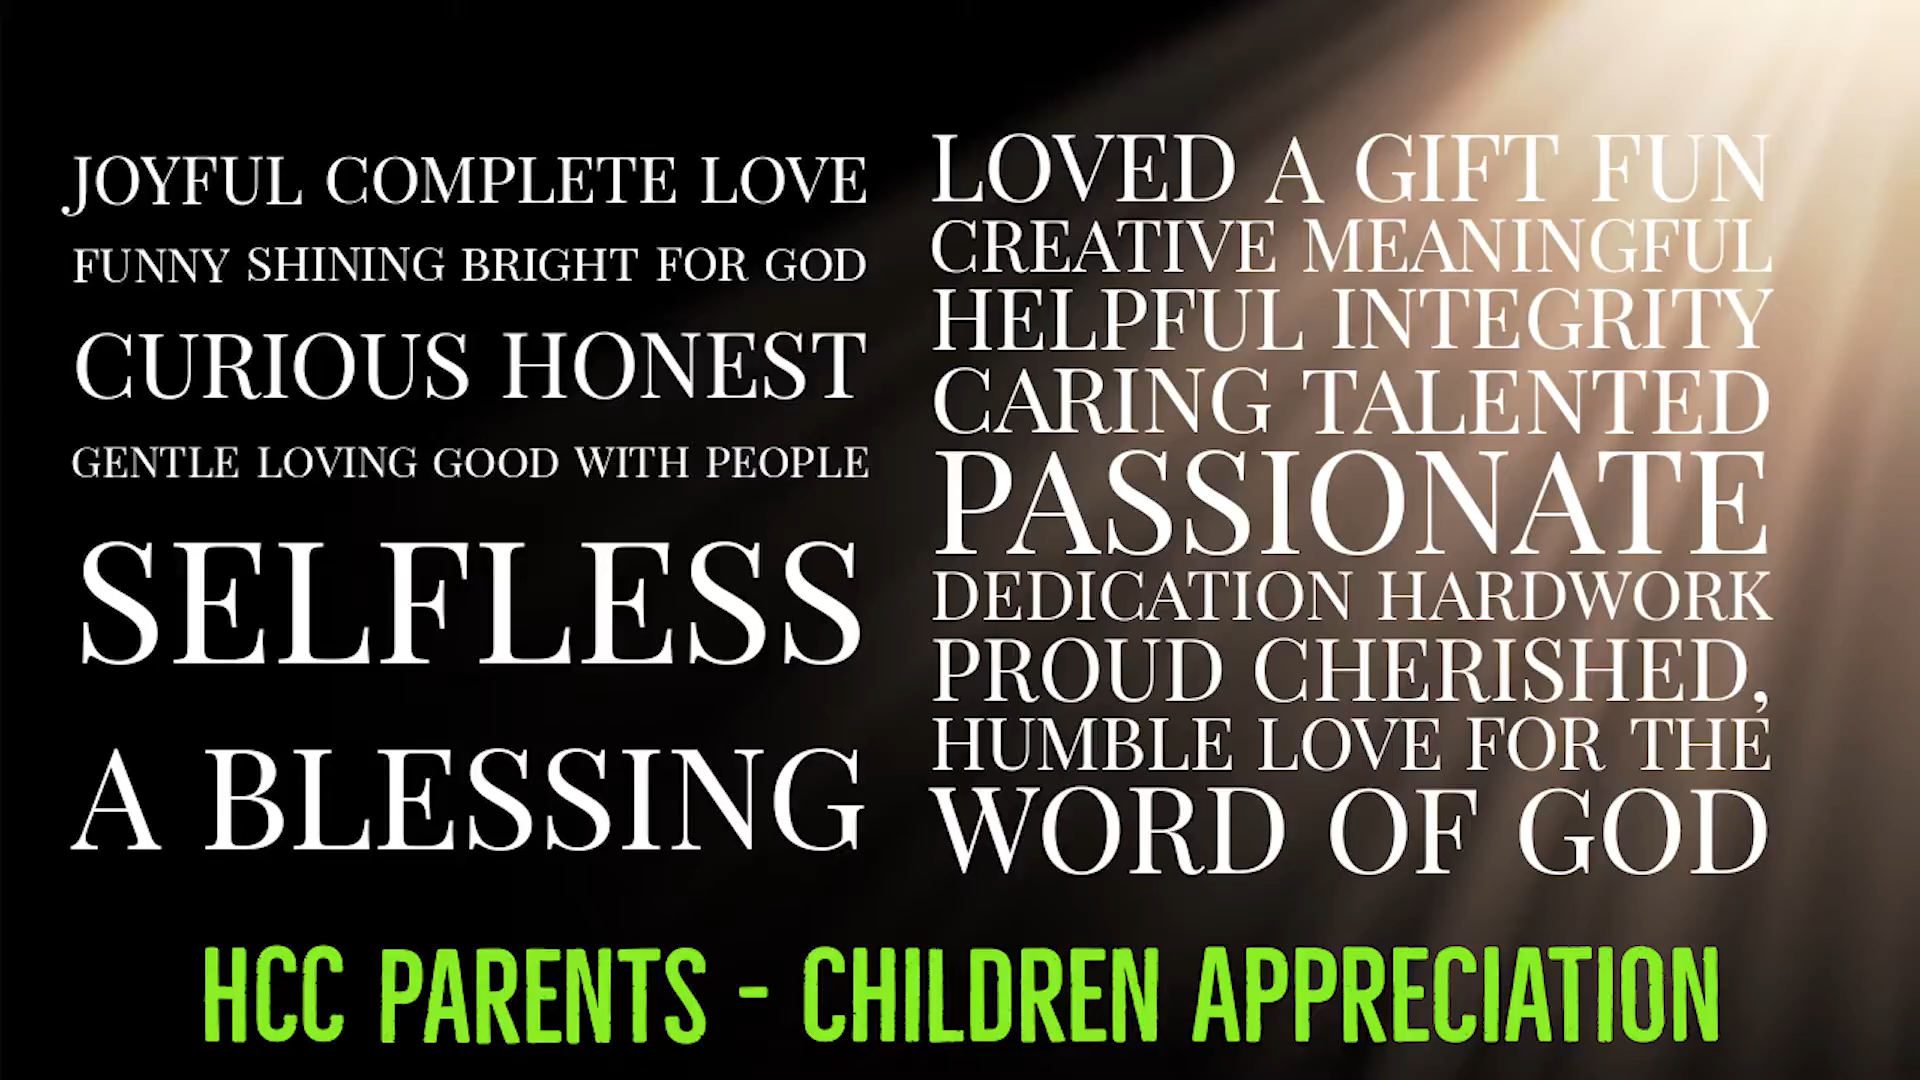 JOYFUL COMPLETE LOVE
FUNNY SHINING BRIGHT FOR GOD
CURIOUS HONEST
GENTLE LOVING GOOD WITH PEOPLE
SELFLESS
A BLESSING
LOVED A GIFT FUN
CREATIVE MEANINGFUL
HELPFUL INTEGRITY
CARING TALENTED
PASSIONATE
DEDICATION HARDWORK
PROUD CHERISHED,
HUMBLE LOVE FOR THE
WORD OF GOD
HCC PARENTS - CHILDREN APPRECIATION